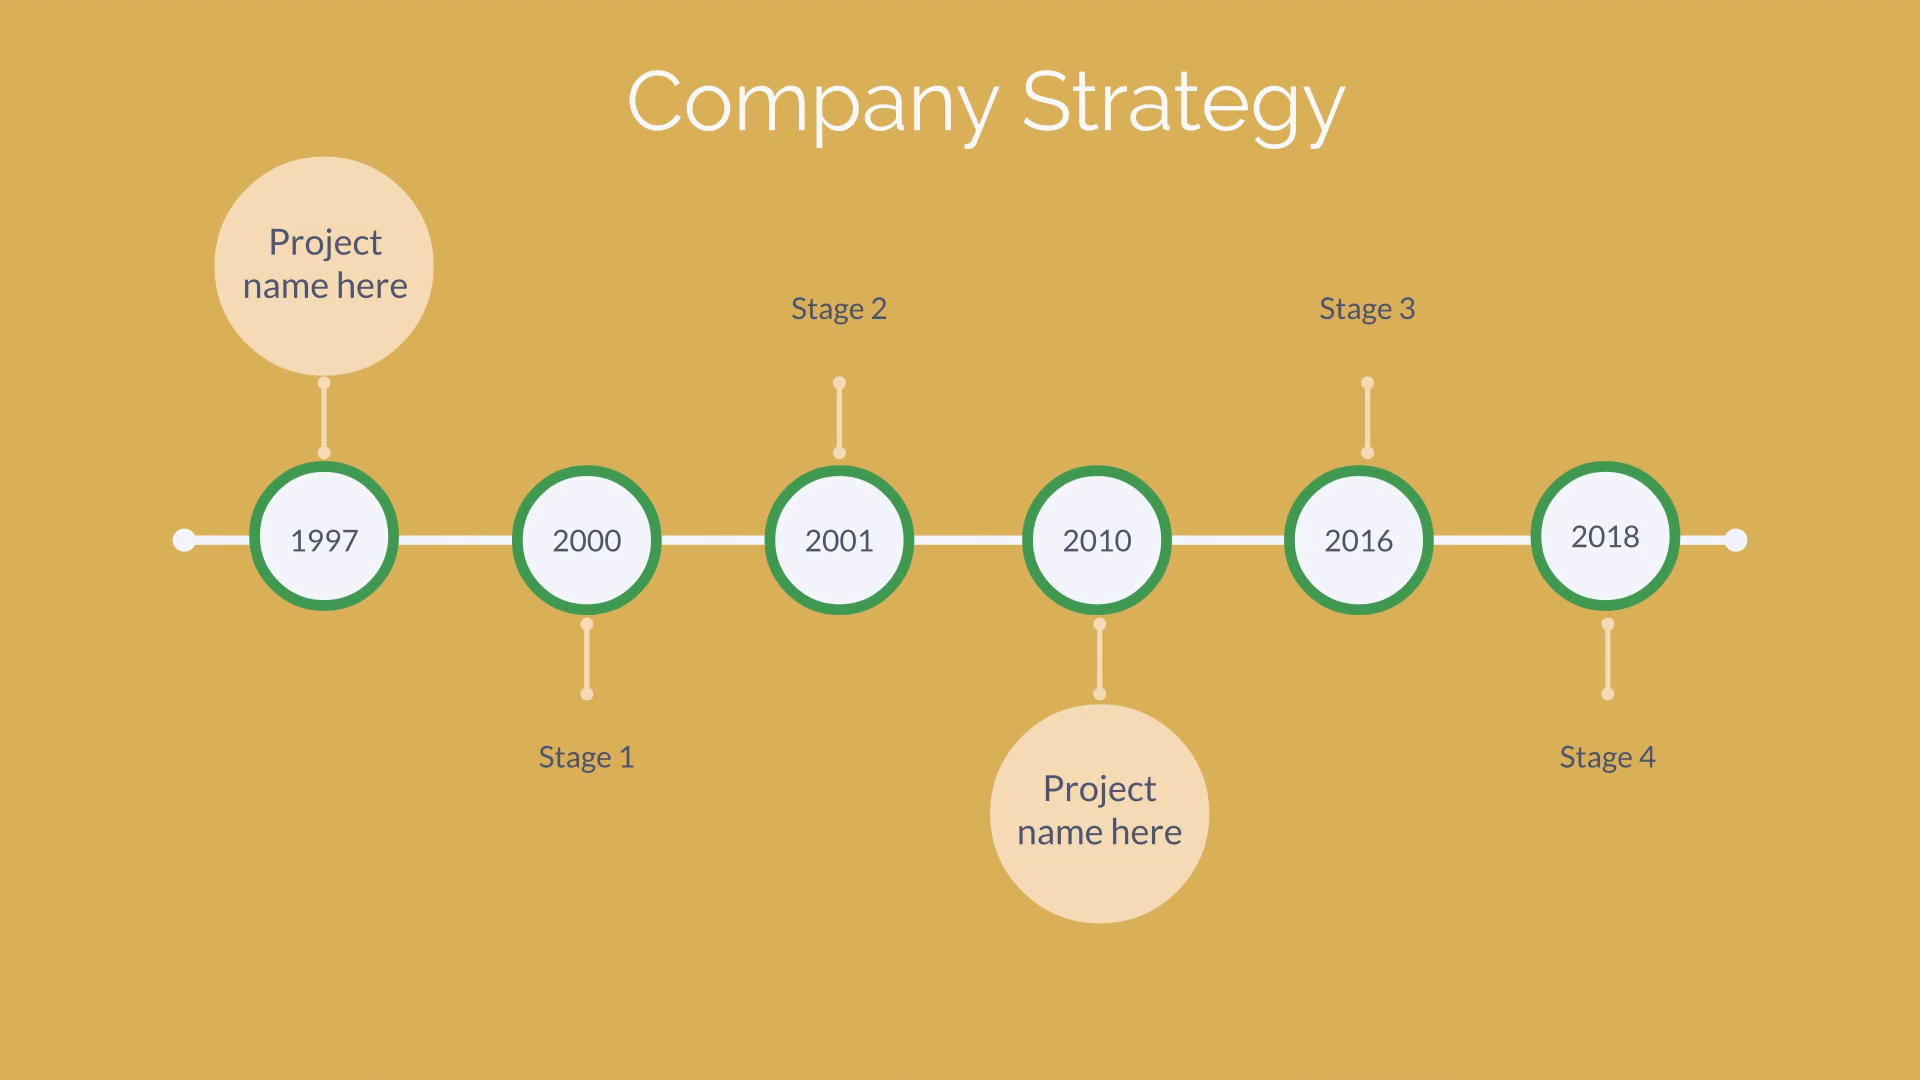 Company Strategy
Project
name here
Stage 2
Stage 3
1997
2000
2001
2010
2016
2018
Stage 1
Stage 4
Project
name here